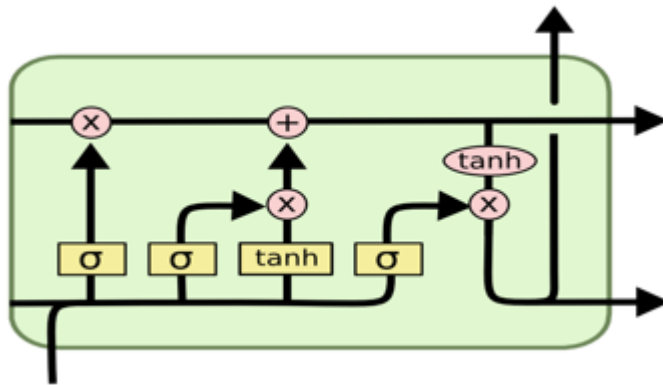 × +
tanh
× ×
σ σ tanh σ